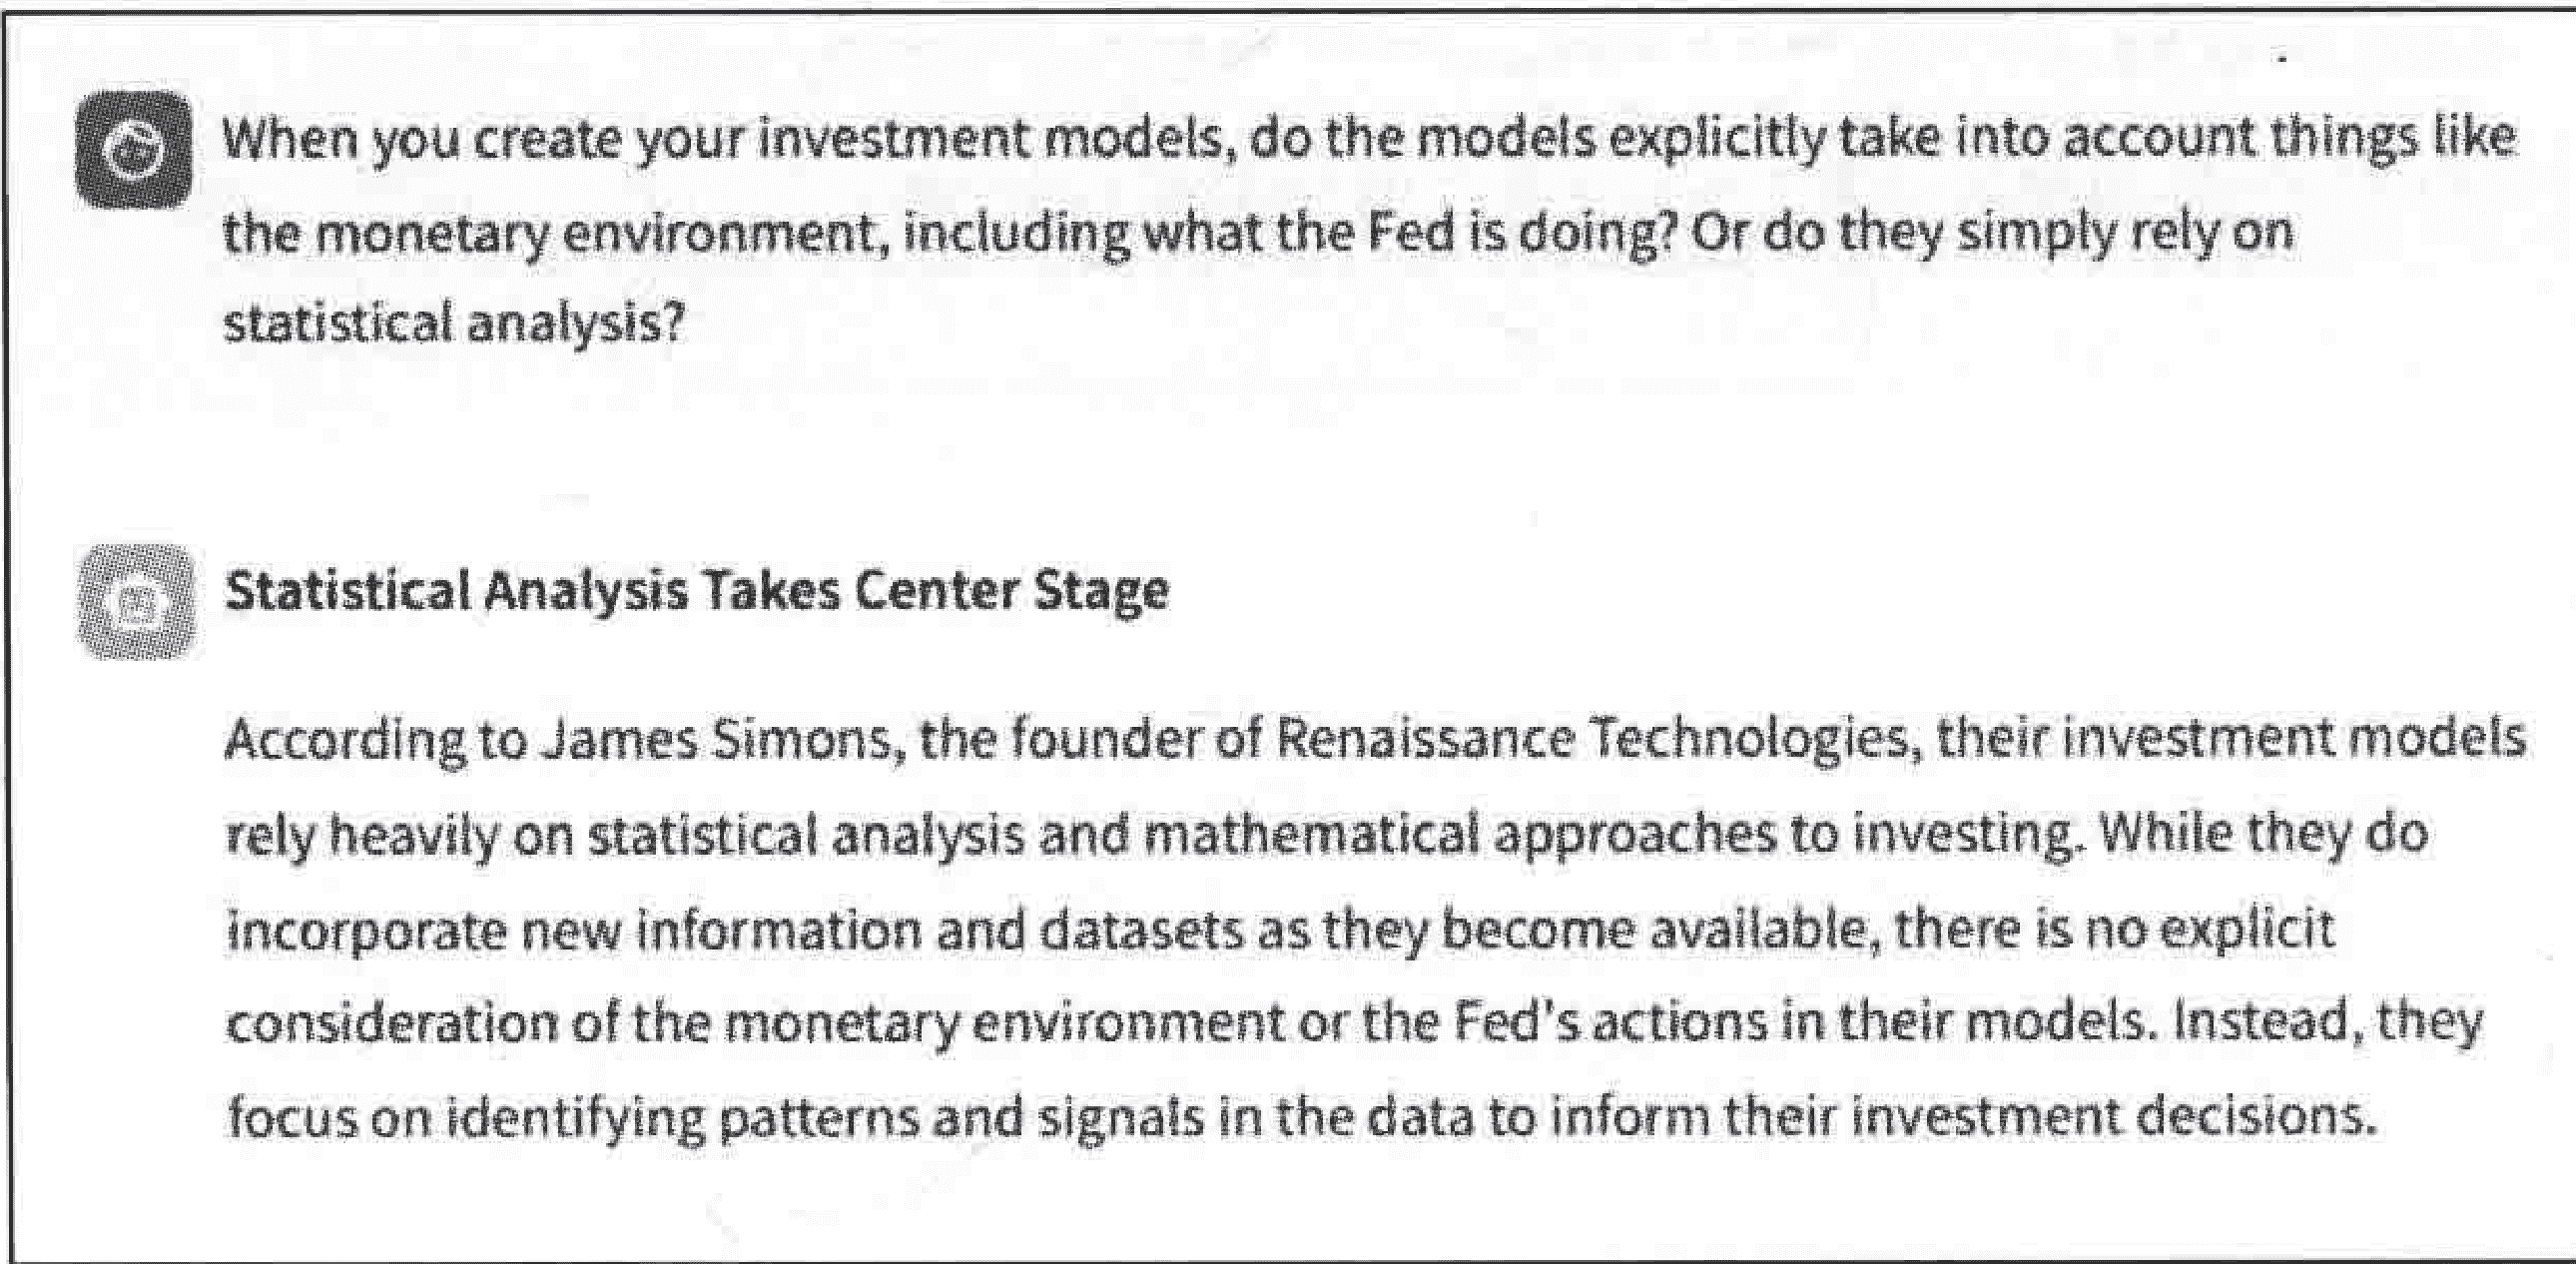 When you create your investment models, do the models explicitly take into account things like
the monetary environment, including what the Fed is doing? Or do they simply rely on
statistical analysis?
Statistical Analysis Takes Center Stage
According to James Simons, the founder of Renaissance Technologies, their investment models
rely heavily on statistical analysis and mathematical approaches to investing. While they do
incorporate new information and datasets as they become available, there is no explicit
consideration of the monetary environment or the Fed's actions in their models. Instead, they
focus on identifying patterns and signals in the data to inform their investment decisions.